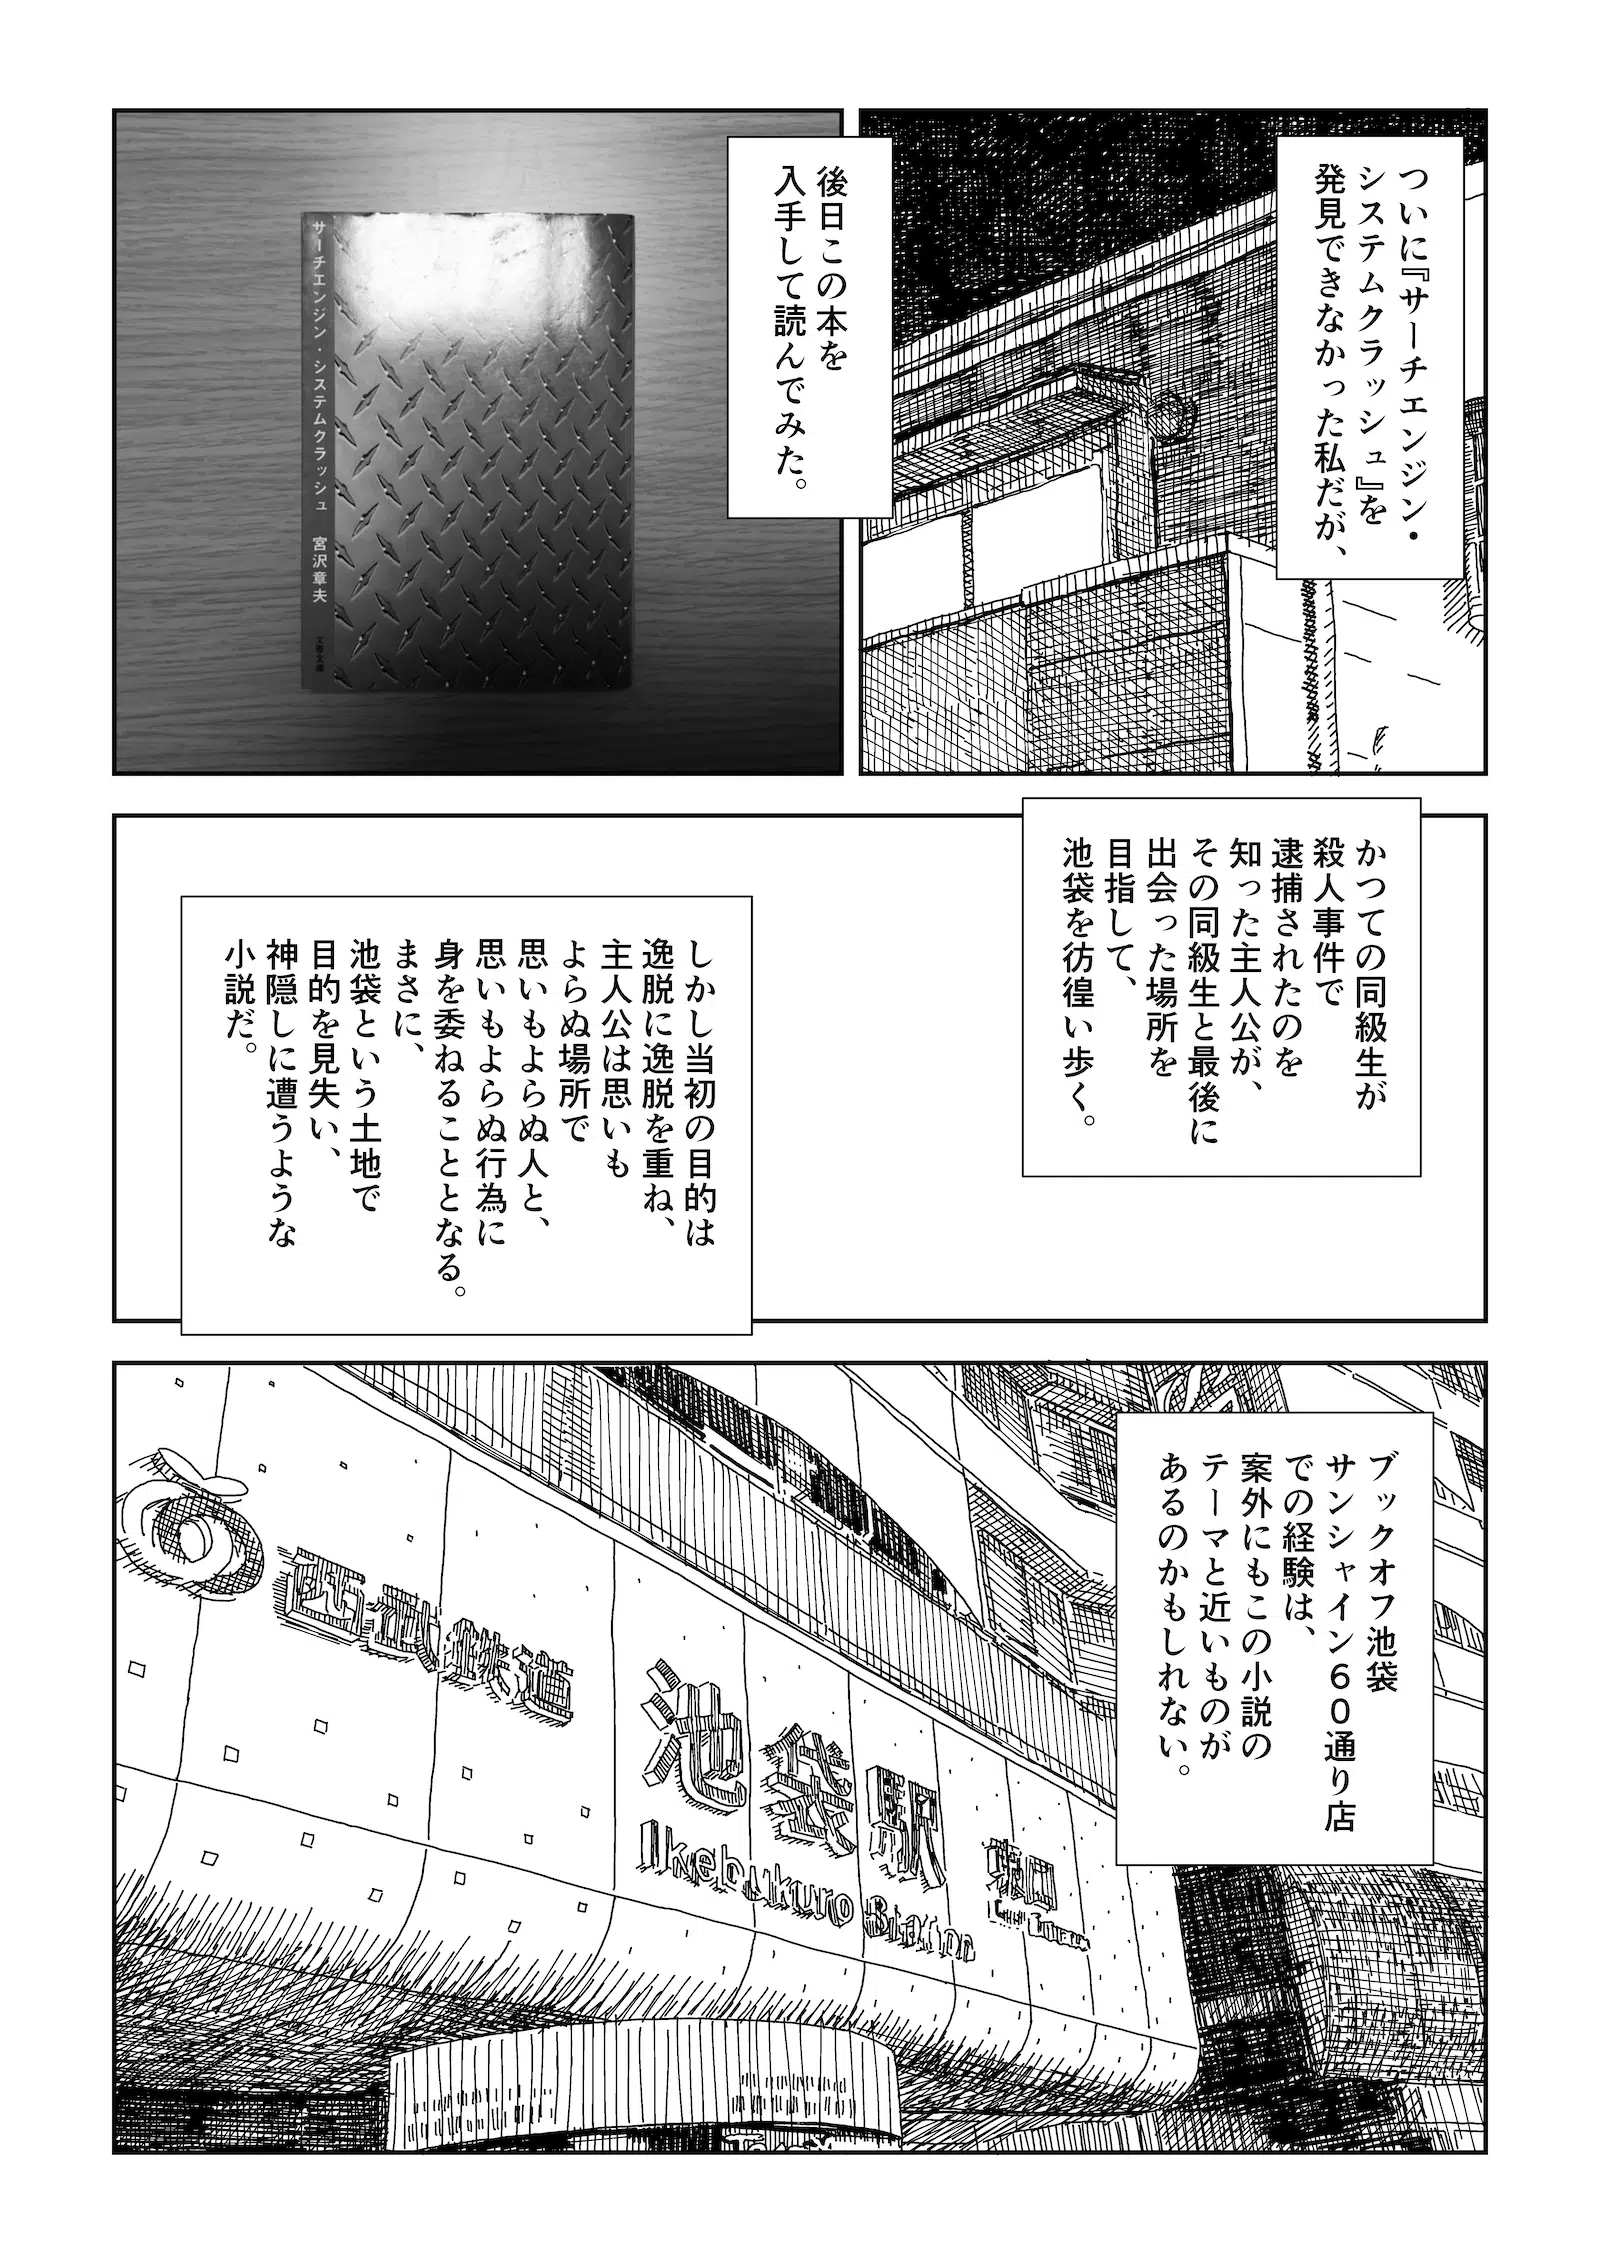 ついに『サーチエンジン・
システムクラッシュ』を
発見できなかった私だが、
後日この本を
入手して読んでみた。
サーチエンジン・システムクラッシュ 宮沢章夫
文春文庫
かつての同級生が
殺人事件で
逮捕されたのを
知った主人公が、
その同級生と最後に
出会った場所を
目指して、
池袋を彷徨い歩く。
しかし当初の目的は
逸脱に逸脱を重ね、
主人公は思いも
よらぬ場所で
思いもよらぬ人と、
思いもよらぬ行為に
身を委ねることとなる。
まさに、
池袋という土地で
目的を見失い、
神隠しに遭うような
小説だ。
ブックオフ池袋
サンシャイン60通り店
での経験は、
案外にもこの小説の
テーマと近いものが
あるのかもしれない。
西武鉄道
池袋駅 東口
Ikebukuro Station